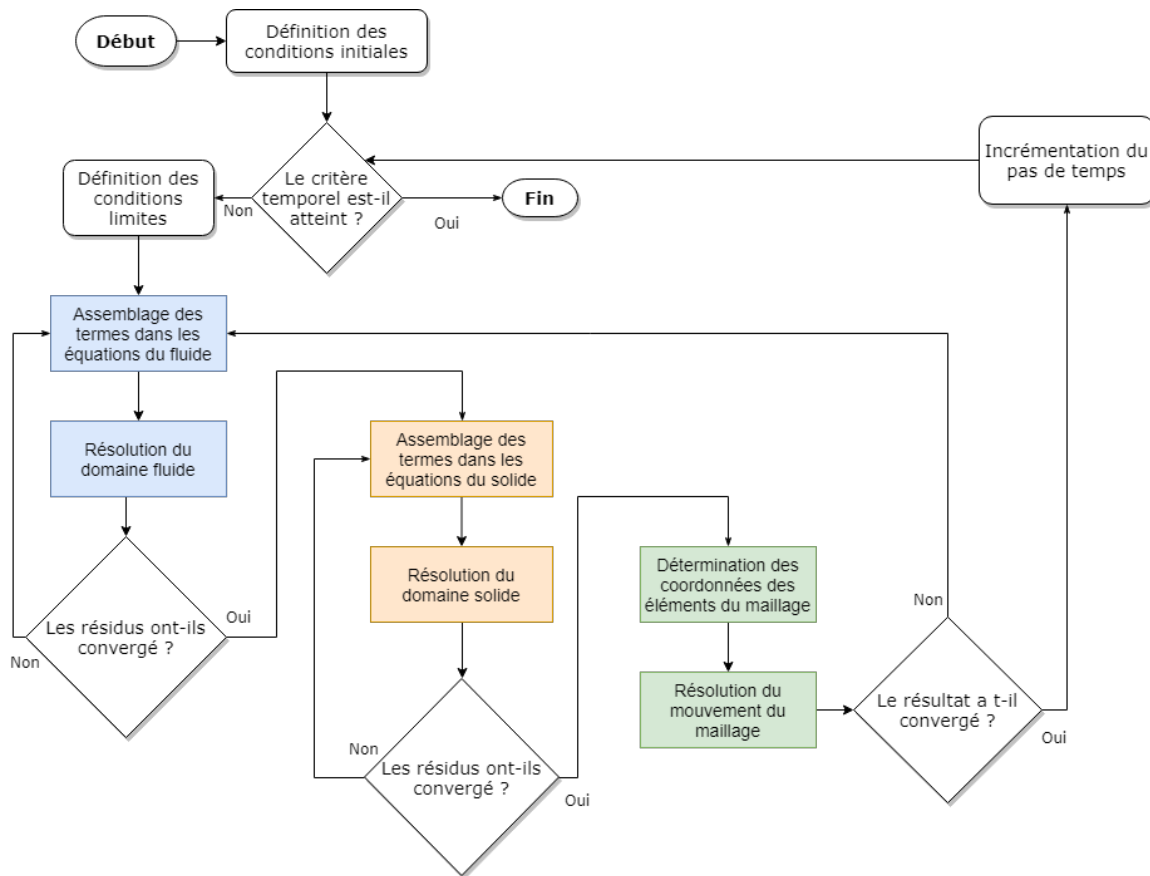 Début
Définition des
conditions initiales
Le critère
temporel est-il
atteint ?
Non
Oui
Fin
Incrémentation du
pas de temps
Définition des
conditions
limites
Assemblage des
termes dans les
équations du fluide
Résolution du
domaine fluide
Les résidus ont-ils
convergé ?
Non
Oui
Assemblage des
termes dans les
équations du solide
Résolution du
domaine solide
Les résidus ont-ils
convergé ?
Non
Oui
Détermination des
coordonnées des
éléments du maillage
Résolution du
mouvement du
maillage
Le résultat a t-il
convergé ?
Non
Oui